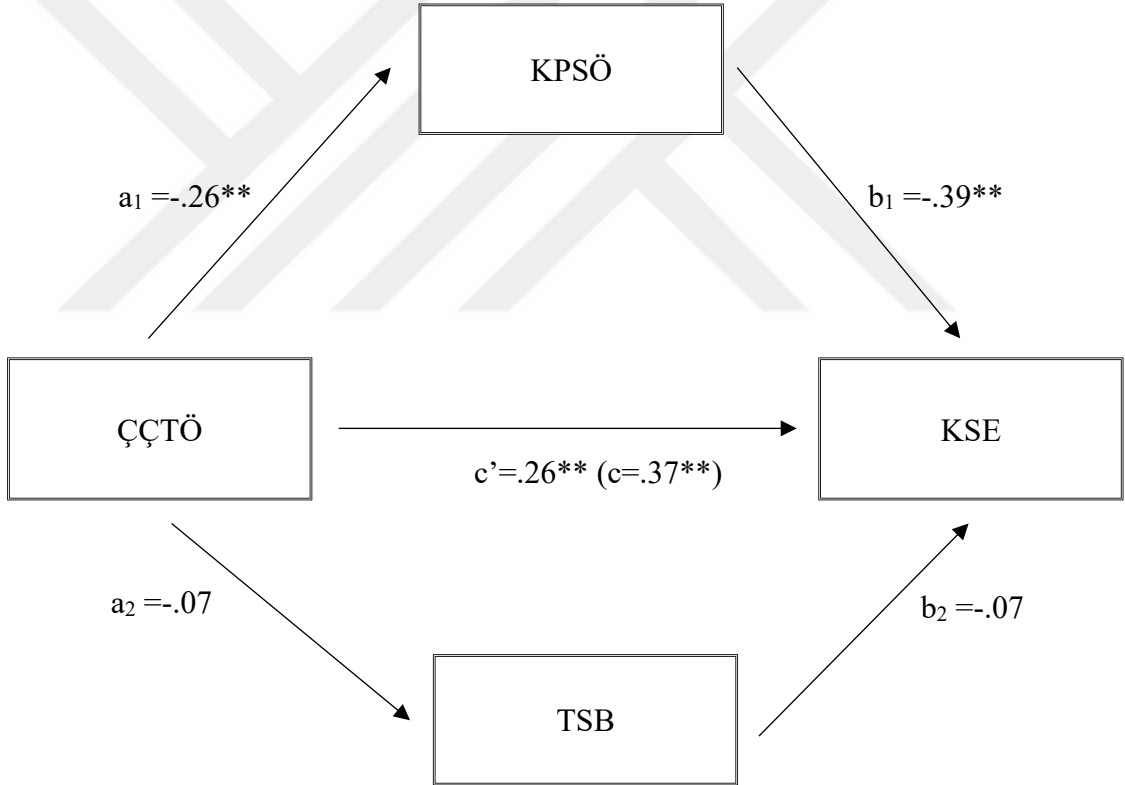 KPSÖ
a₁ =-.26**
b₁ =-.39**
ÇÇTÖ
KSE
c’=.26** (c=.37**)
a₂ =-.07
b₂ =-.07
TSB